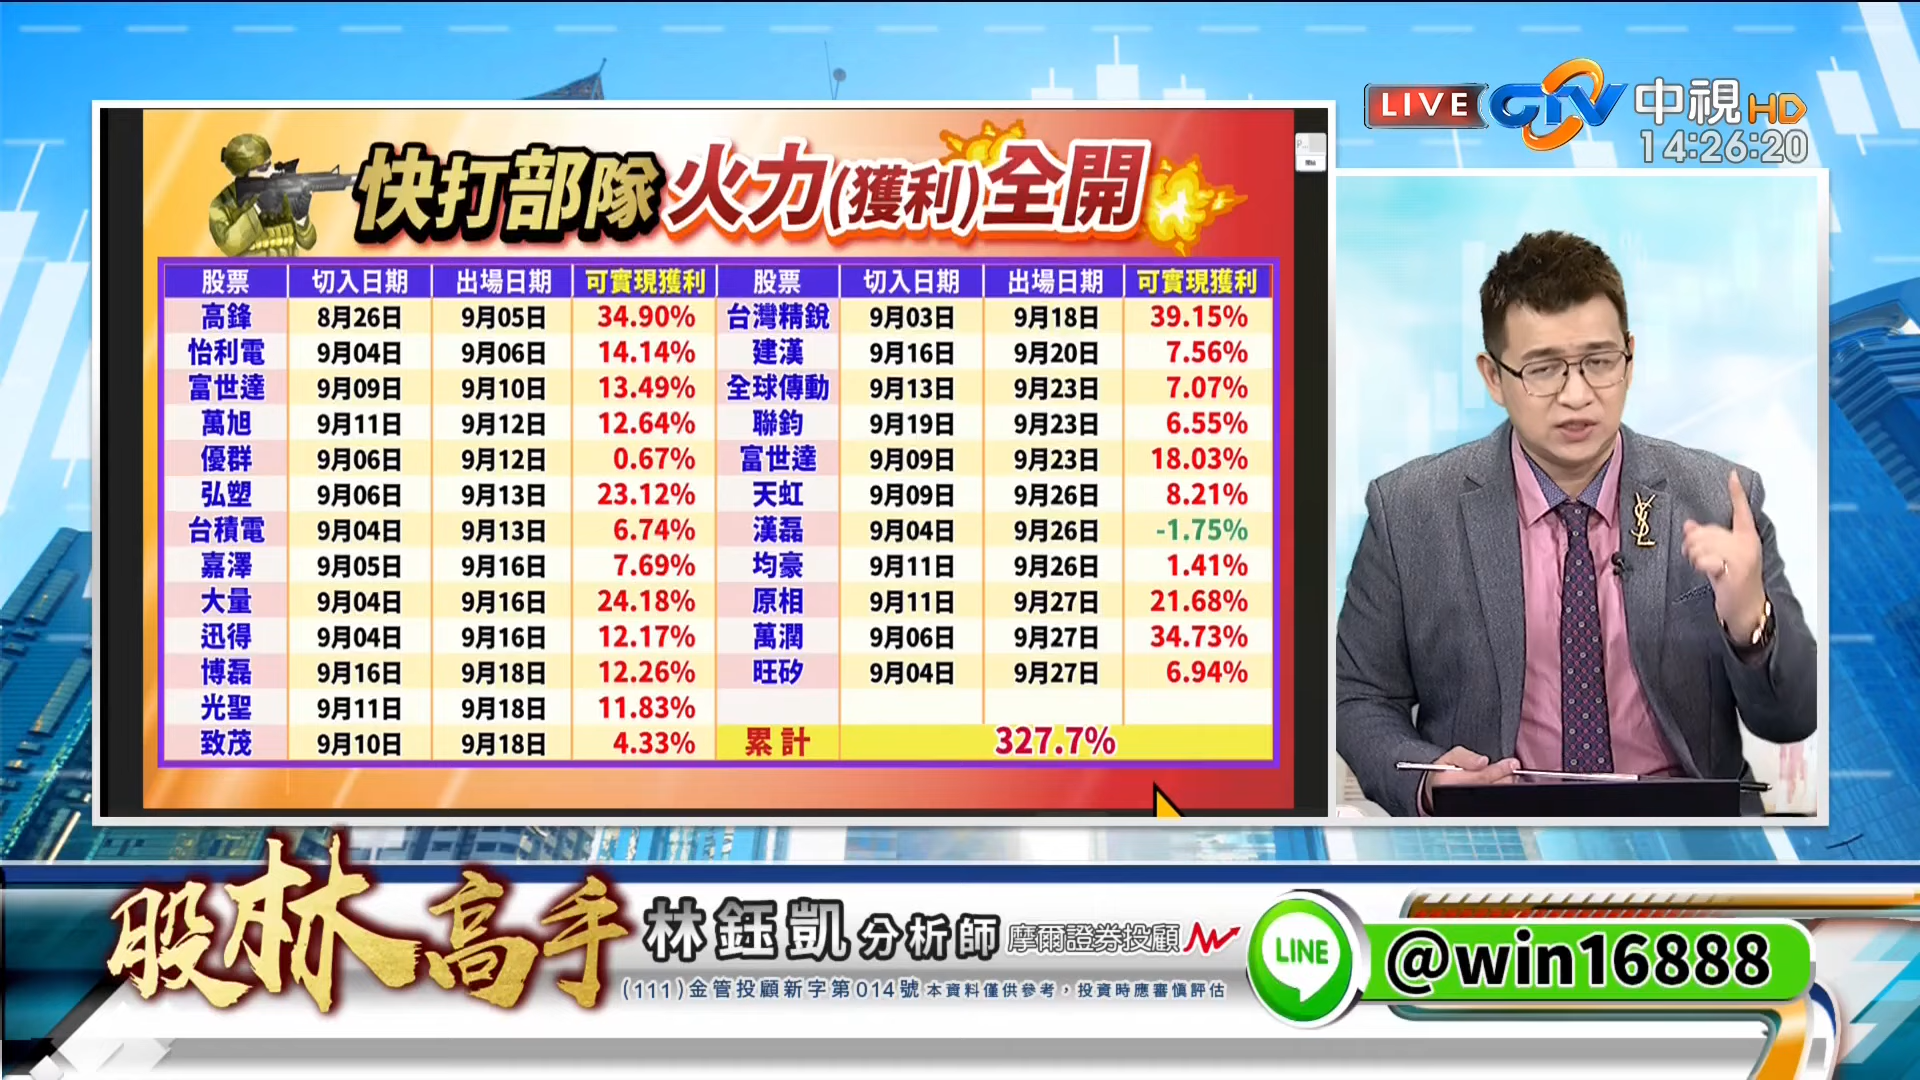 LIVE CTV 中視 HD
14:26:20
快打部隊 火力(獲利)全開
股票 切入日期 出場日期 可實現獲利 股票 切入日期 出場日期 可實現獲利
高鋒 8月26日 9月05日 34.90% 台灣精銳 9月03日 9月18日 39.15%
怡利電 9月04日 9月06日 14.14% 建漢 9月16日 9月20日 7.56%
富世達 9月09日 9月10日 13.49% 全球傳動 9月13日 9月23日 7.07%
萬旭 9月11日 9月12日 12.64% 聯鈞 9月19日 9月23日 6.55%
優群 9月06日 9月12日 0.67% 富世達 9月09日 9月23日 18.03%
弘塑 9月06日 9月13日 23.12% 天虹 9月09日 9月26日 8.21%
台積電 9月04日 9月13日 6.74% 漢磊 9月04日 9月26日 -1.75%
嘉澤 9月05日 9月16日 7.69% 均豪 9月11日 9月26日 1.41%
大量 9月04日 9月16日 24.18% 原相 9月11日 9月27日 21.68%
迅得 9月04日 9月16日 12.17% 萬潤 9月06日 9月27日 34.73%
博磊 9月16日 9月18日 12.26% 旺矽 9月04日 9月27日 6.94%
光聖 9月11日 9月18日 11.83%
致茂 9月10日 9月18日 4.33% 累計 327.7%
股林高手
林鈺凱 分析師 摩爾證券投顧
(111)金管投顧新字第014號 本資料僅供參考，投資時應審慎評估
LINE @win16888